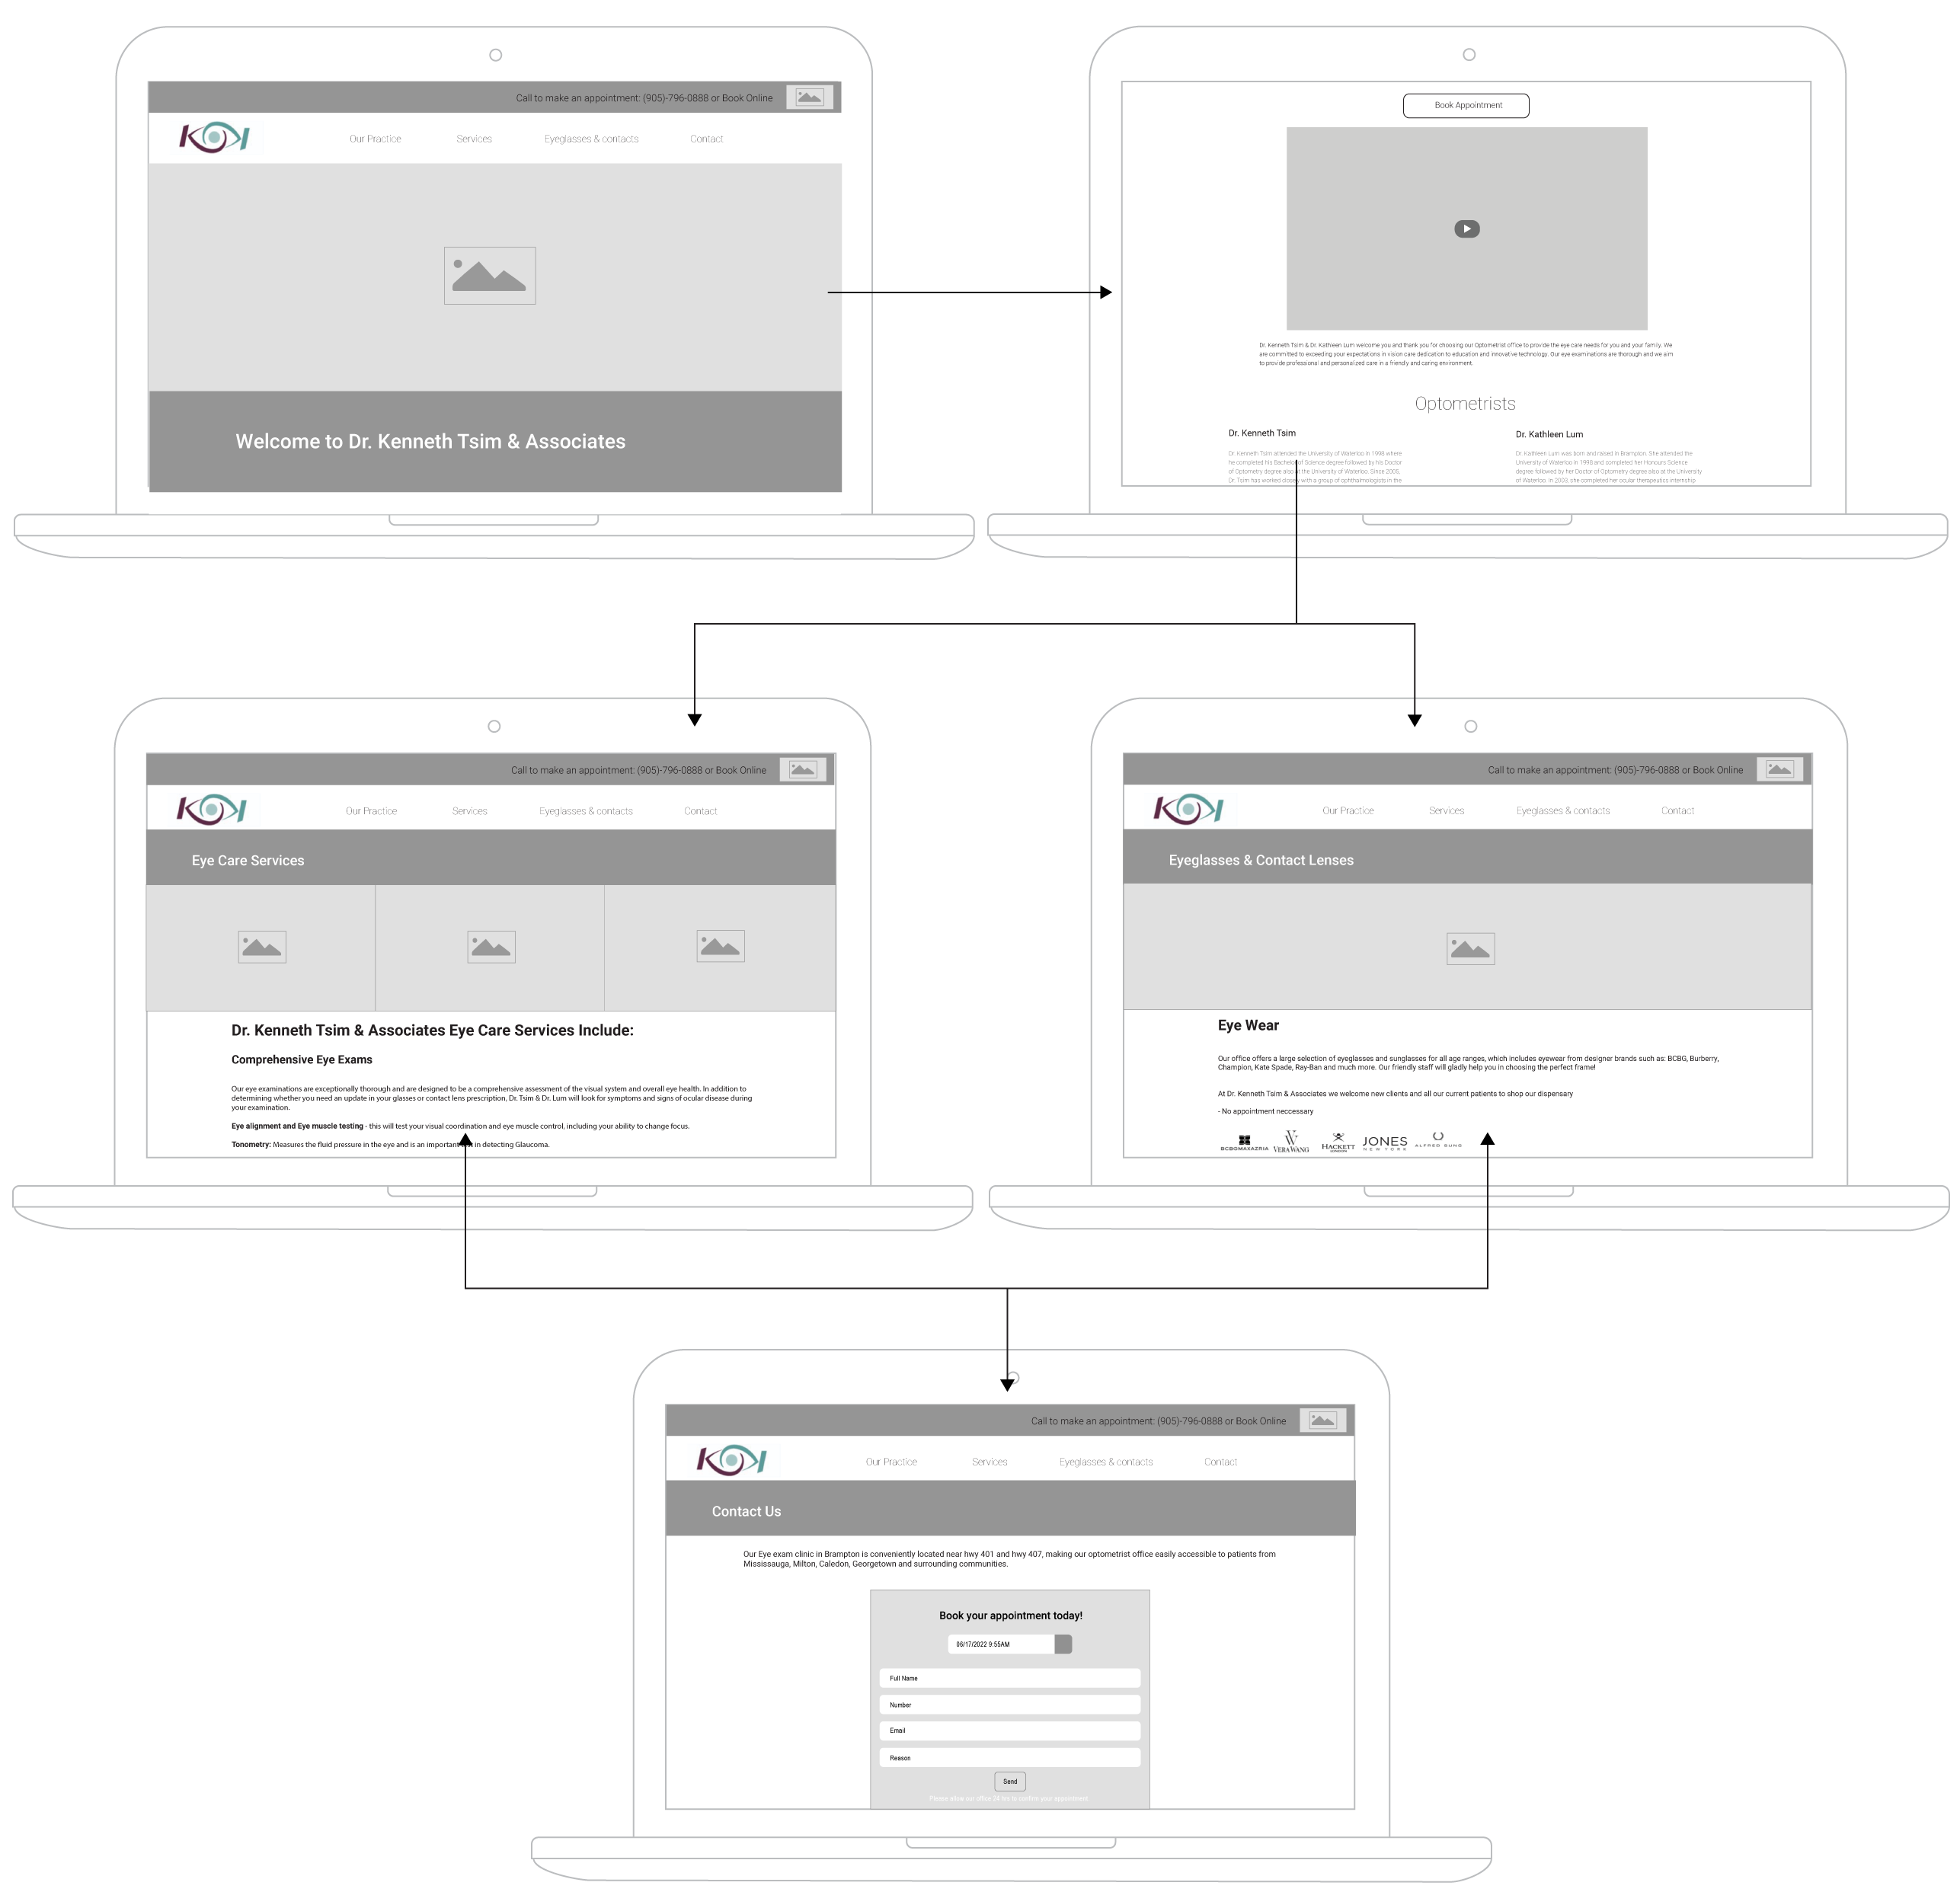 Call to make an appointment: (905)-796-0888 or Book Online
Our Practice Services Eyeglasses & contacts Contact
Welcome to Dr. Kenneth Tsim & Associates
Book Appointment
Dr. Kenneth Tsim & Dr. Kathleen Lum welcome you and thank you for choosing our Optometrist office to provide the eye care needs for you and your family. We
are committed to exceeding your expectations in vision care dedication to education and innovative technology. Our eye examinations are thorough and we aim
to provide professional and personalized care in a friendly and caring environment.
Optometrists
Dr. Kenneth Tsim
Dr. Kenneth Tsim attended the University of Waterloo in 1998 where
he completed his Bachelor of Science degree followed by his Doctor
of Optometry degree also at the University of Waterloo. Since 2005,
Dr. Tsim has worked closely with a group of ophthalmologists in the
Dr. Kathleen Lum
Dr. Kathleen Lum was born and raised in Brampton. She attended the
University of Waterloo in 1998 and completed her Honours Science
degree followed by her Doctor of Optometry degree also at the University
of Waterloo. In 2003, she completed her ocular therapeutics internship
Call to make an appointment: (905)-796-0888 or Book Online
Our Practice Services Eyeglasses & contacts Contact
Eye Care Services
Dr. Kenneth Tsim & Associates Eye Care Services Include:
Comprehensive Eye Exams
Our eye examinations are exceptionally thorough and are designed to be a comprehensive assessment of the visual system and overall eye health. In addition to
determining whether you need an update in your glasses or contact lens prescription, Dr. Tsim & Dr. Lum will look for symptoms and signs of ocular disease during
your examination.
Eye alignment and Eye muscle testing - this will test your visual coordination and eye muscle control, including your ability to change focus.
Tonometry: Measures the fluid pressure in the eye and is an important in detecting Glaucoma.
Call to make an appointment: (905)-796-0888 or Book Online
Our Practice Services Eyeglasses & contacts Contact
Eyeglasses & Contact Lenses
Eye Wear
Our office offers a large selection of eyeglasses and sunglasses for all age ranges, which includes eyewear from designer brands such as: BCBG, Burberry,
Champion, Kate Spade, Ray-Ban and much more. Our friendly staff will gladly help you in choosing the perfect frame!
At Dr. Kenneth Tsim & Associates we welcome new clients and all our current patients to shop our dispensary
- No appointment neccessary
BCBGMAXAZRIA VERA WANG HACKETT LONDON JONES NEW YORK ALFRED SUNG
Call to make an appointment: (905)-796-0888 or Book Online
Our Practice Services Eyeglasses & contacts Contact
Contact Us
Our Eye exam clinic in Brampton is conveniently located near hwy 401 and hwy 407, making our optometrist office easily accessible to patients from
Mississauga, Milton, Caledon, Georgetown and surrounding communities.
Book your appointment today!
06/17/2022 9:55AM
Full Name
Number
Email
Reason
Send
Please allow our office 24 hrs to confirm your appointment